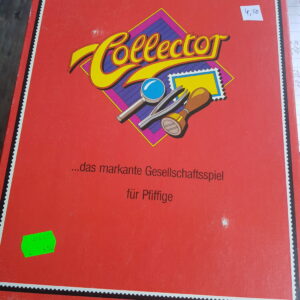 Collector
...das markante Gesellschaftsspiel
für Pfiffige